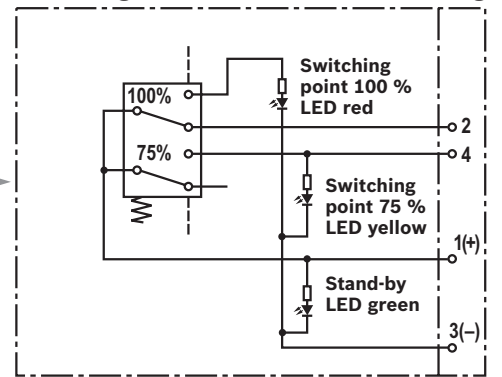 Switching
point 100 %
LED red
100%
2
75%
4
Switching
point 75 %
LED yellow
1(+)
Stand-by
LED green
3(–)